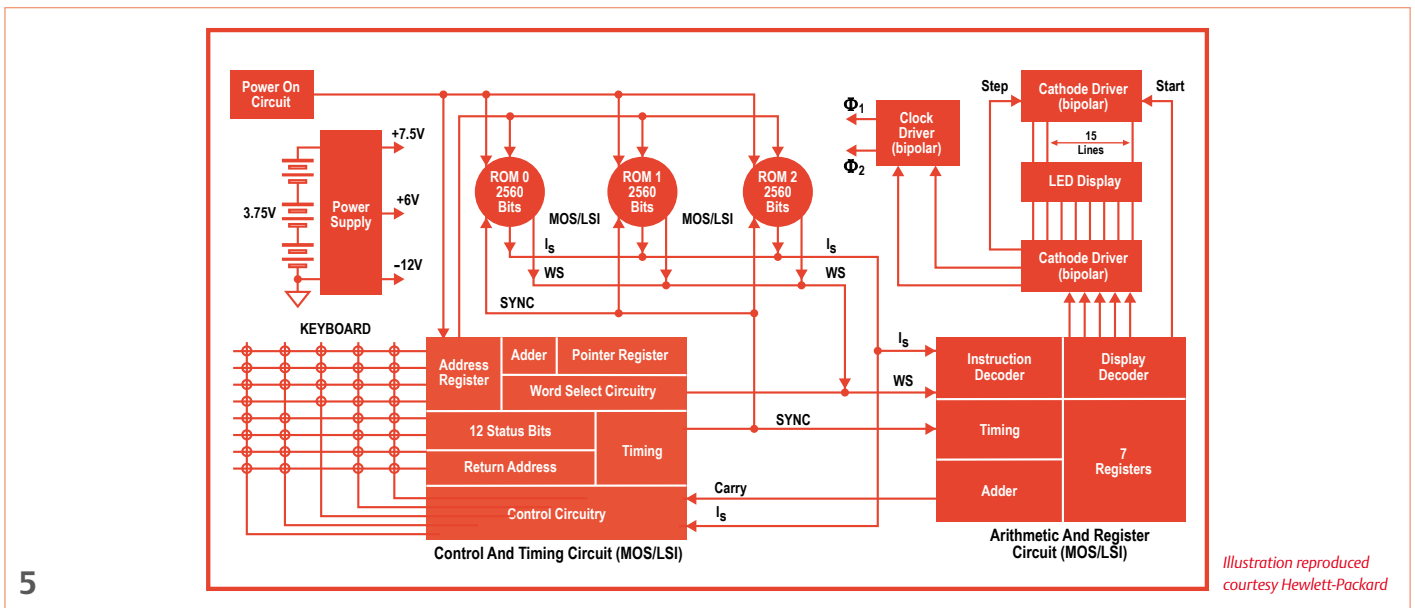 Power On
Circuit
+7.5V
3.75V
Power
Supply
+6V
–12V
ROM 0
2560
Bits
MOS/LSI
ROM 1
2560
Bits
MOS/LSI
ROM 2
2560
Bits
Is
Is
WS
WS
SYNC
Φ1
Φ2
Clock
Driver
(bipolar)
Step
Cathode Driver
(bipolar)
Start
15
Lines
LED Display
Cathode Driver
(bipolar)
KEYBOARD
Address
Register
Adder
Pointer Register
Word Select Circuitry
12 Status Bits
Return Address
Timing
Control Circuitry
Control And Timing Circuit (MOS/LSI)
Is
WS
SYNC
Carry
Is
Instruction
Decoder
Display
Decoder
Timing
7
Registers
Adder
Arithmetic And Register
Circuit (MOS/LSI)
5
Illustration reproduced
courtesy Hewlett-Packard